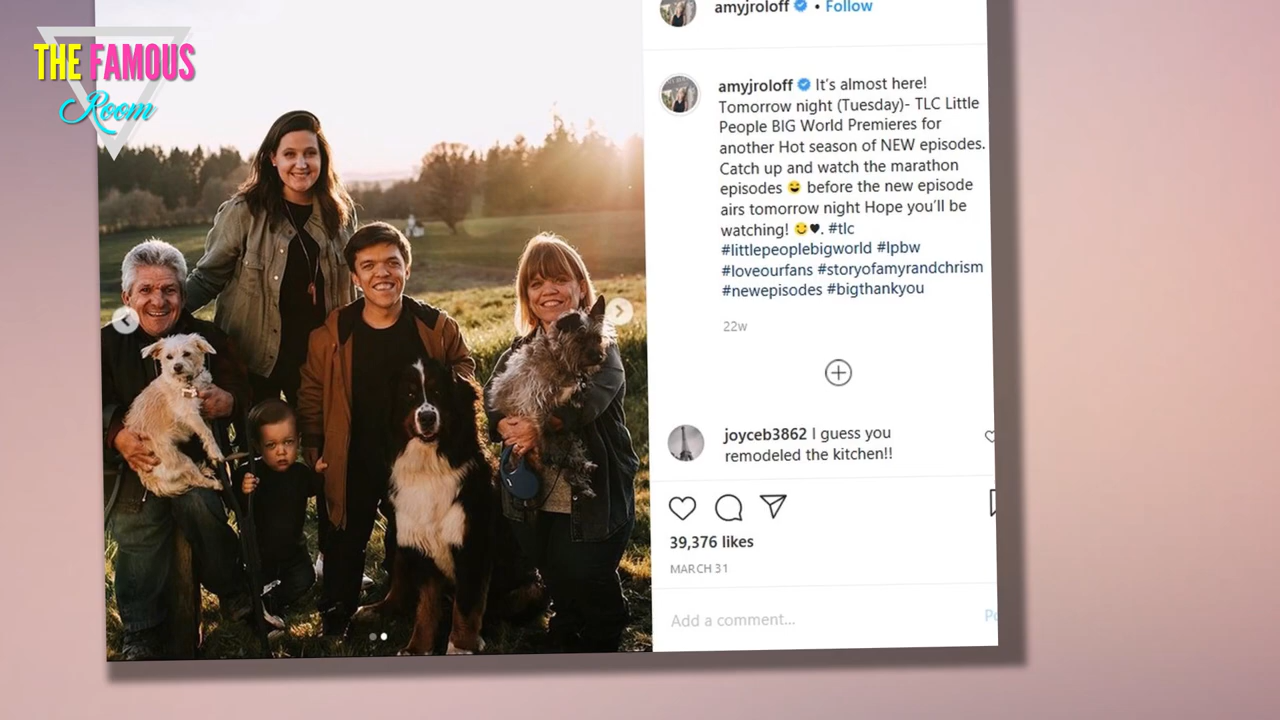 THE FAMOUS
Room
amyjroloff • Follow
amyjroloff It's almost here!
Tomorrow night (Tuesday)- TLC Little
People BIG World Premieres for
another Hot season of NEW episodes.
Catch up and watch the marathon
episodes 😄 before the new episode
airs tomorrow night Hope you'll be
watching! 😉♥. #tlc
#littlepeoplebigworld #lpbw
#loveourfans #storyofamyrandchrism
#newepisodes #bigthankyou
22w
joyceb3862 I guess you
remodeled the kitchen!!
39,376 likes
MARCH 31
Add a comment...